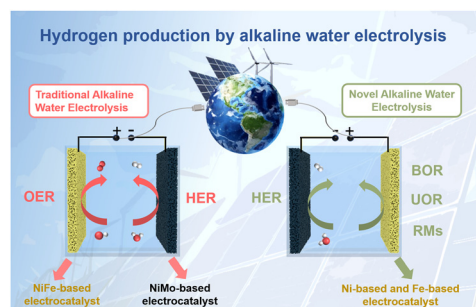 Hydrogen production by alkaline water electrolysis
Traditional Alkaline
Water Electrolysis
Novel Alkaline Water
Electrolysis
+ -
- +
OER
HER
HER
BOR
UOR
RMs
NiFe-based
electrocatalyst
NiMo-based
electrocatalyst
Ni-based and Fe-based
electrocatalyst